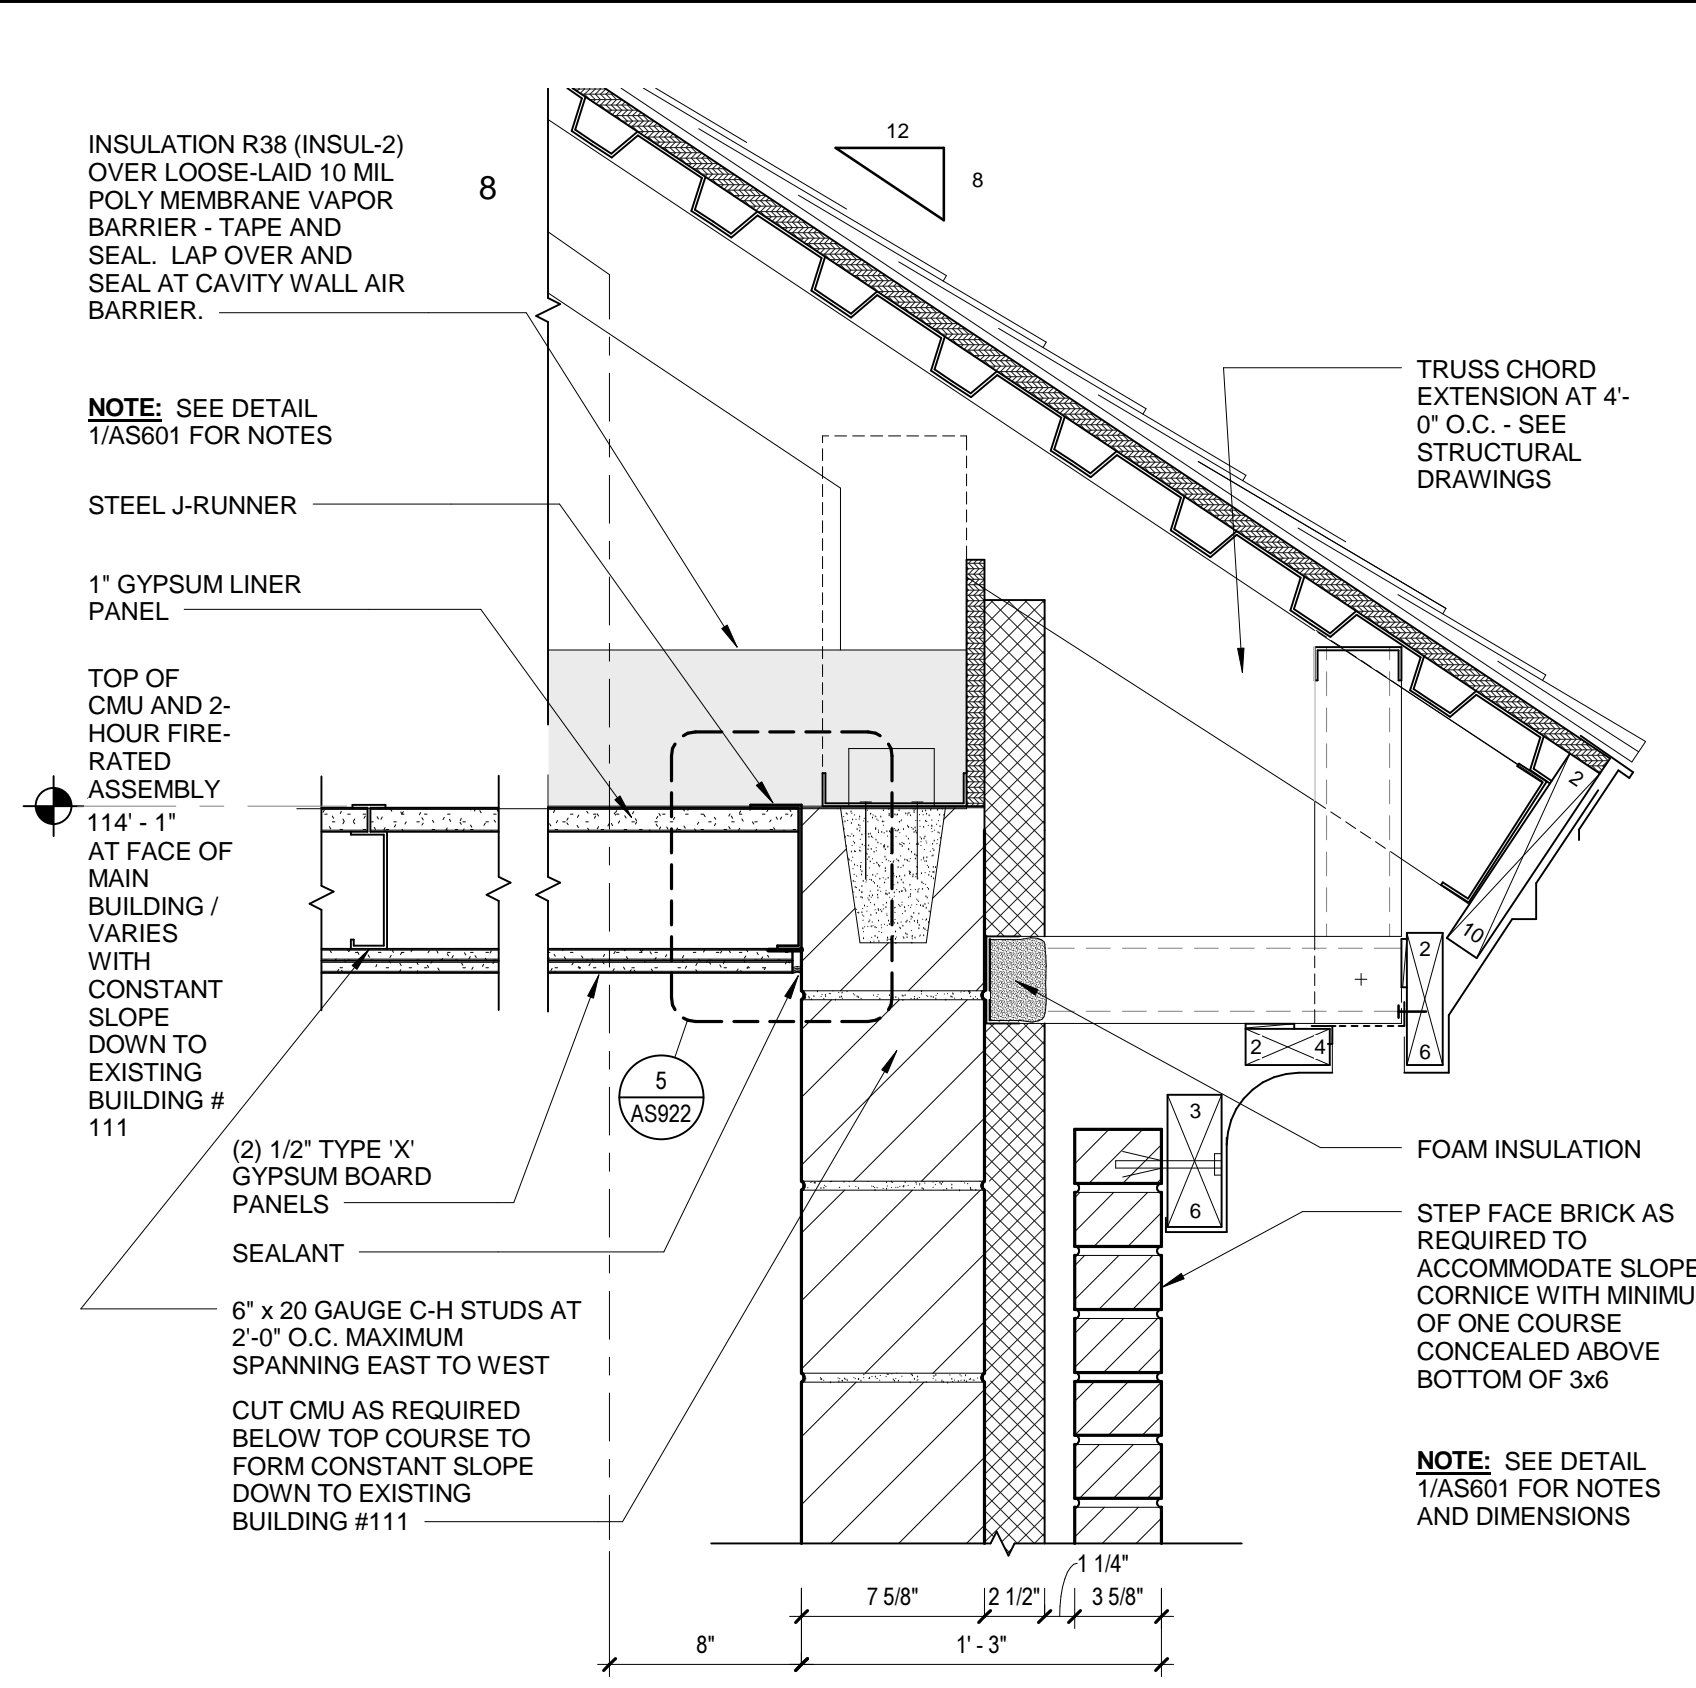 INSULATION R38 (INSUL-2)
OVER LOOSE-LAID 10 MIL
POLY MEMBRANE VAPOR
BARRIER - TAPE AND
SEAL.  LAP OVER AND
SEAL AT CAVITY WALL AIR
BARRIER.
8
12
8
NOTE:  SEE DETAIL
1/AS601 FOR NOTES
STEEL J-RUNNER
1" GYPSUM LINER
PANEL
TOP OF
CMU AND 2-
HOUR FIRE-
RATED
ASSEMBLY
114' - 1"
AT FACE OF
MAIN
BUILDING /
VARIES
WITH
CONSTANT
SLOPE
DOWN TO
EXISTING
BUILDING #
111
(2) 1/2" TYPE 'X'
GYPSUM BOARD
PANELS
SEALANT
6" x 20 GAUGE C-H STUDS AT
2'-0" O.C. MAXIMUM
SPANNING EAST TO WEST
CUT CMU AS REQUIRED
BELOW TOP COURSE TO
FORM CONSTANT SLOPE
DOWN TO EXISTING
BUILDING #111
5
AS922
TRUSS CHORD
EXTENSION AT 4'-
0" O.C. - SEE
STRUCTURAL
DRAWINGS
2
10
2
6
2 4
3
6
FOAM INSULATION
STEP FACE BRICK AS
REQUIRED TO
ACCOMMODATE SLOPE
CORNICE WITH MINIMU
OF ONE COURSE
CONCEALED ABOVE
BOTTOM OF 3x6
NOTE:  SEE DETAIL
1/AS601 FOR NOTES
AND DIMENSIONS
1 1/4"
7 5/8" 2 1/2" 3 5/8"
8" 1' - 3"